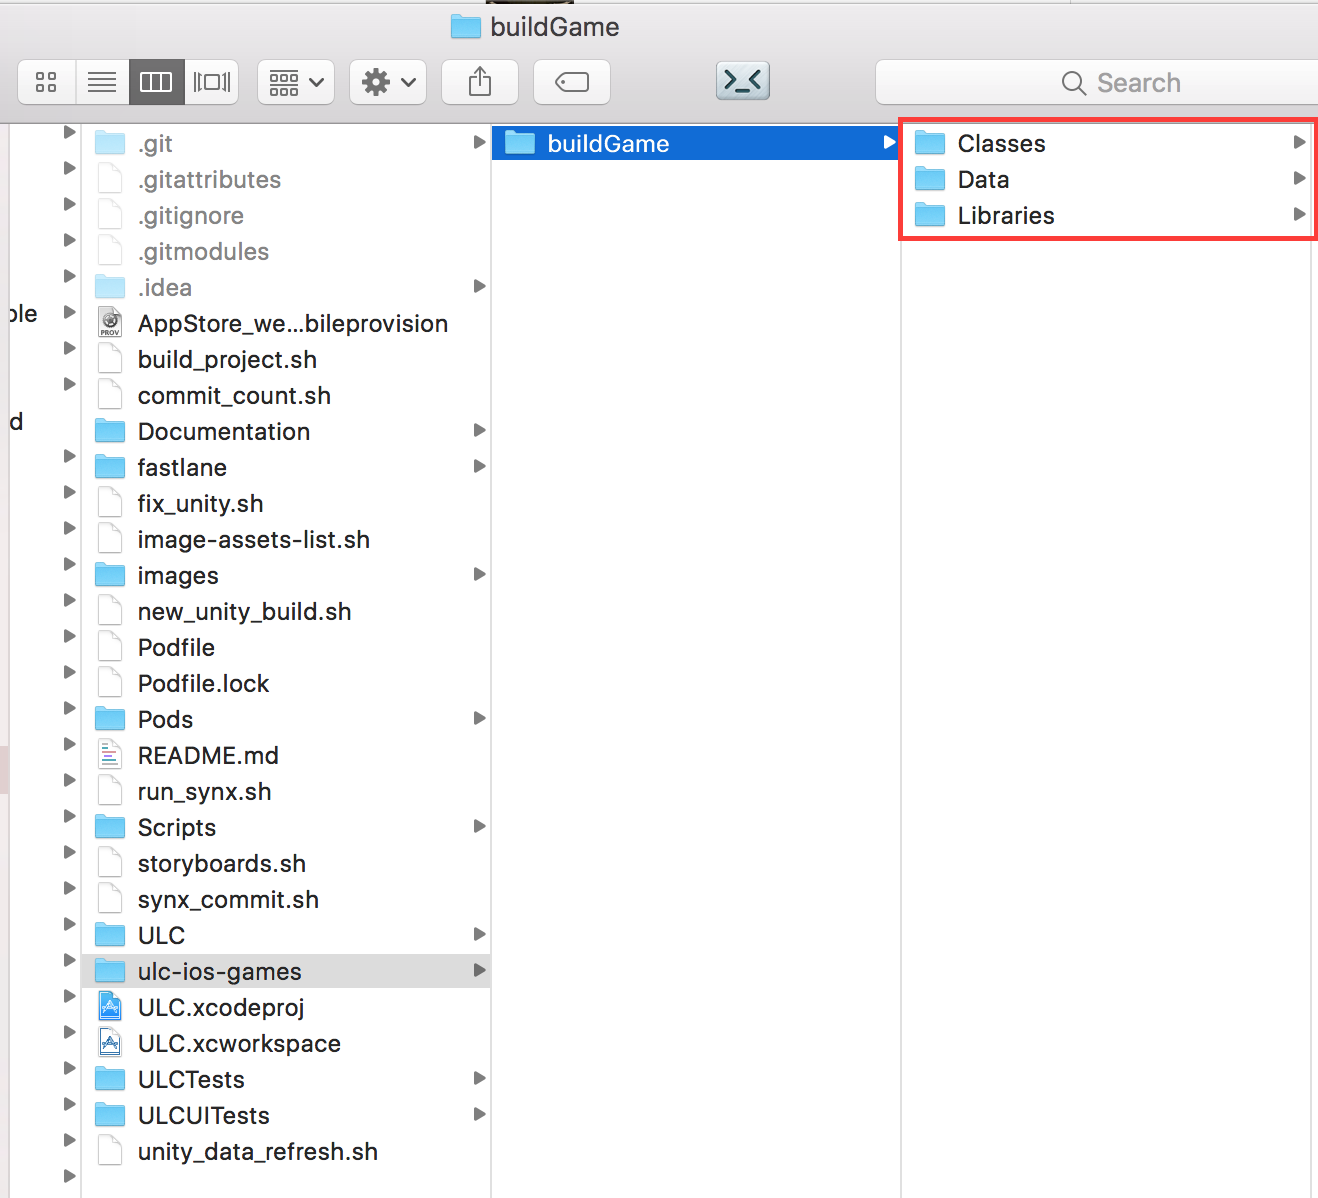 buildGame
Search
ple
d
.git
.gitattributes
.gitignore
.gitmodules
.idea
PROV
AppStore_we...bileprovision
build_project.sh
commit_count.sh
Documentation
fastlane
fix_unity.sh
image-assets-list.sh
images
new_unity_build.sh
Podfile
Podfile.lock
Pods
README.md
run_synx.sh
Scripts
storyboards.sh
synx_commit.sh
ULC
ulc-ios-games
ULC.xcodeproj
ULC.xcworkspace
ULCTests
ULCUITests
unity_data_refresh.sh
buildGame
Classes
Data
Libraries